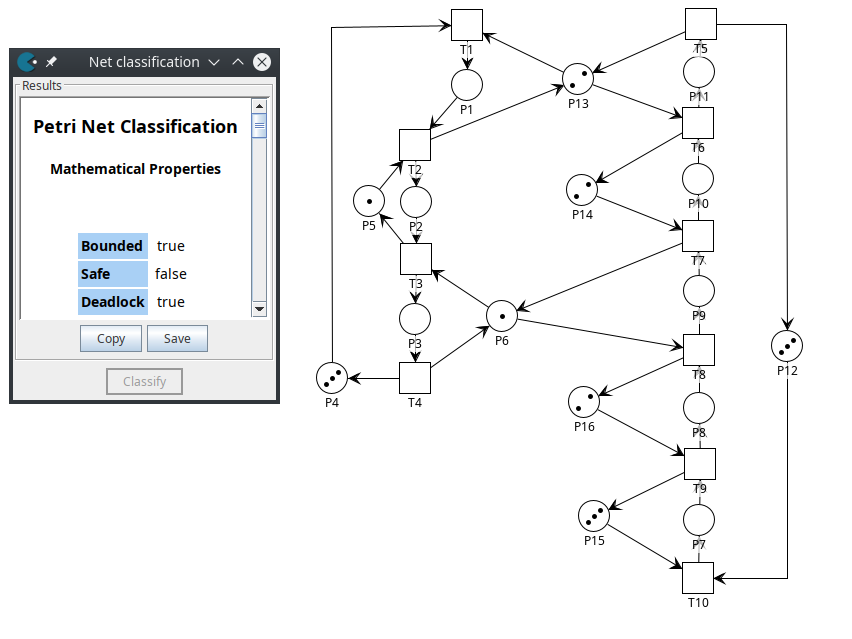 Net classification
Results
Petri Net Classification
Mathematical Properties
Bounded true
Safe false
Deadlock true
Copy Save
Classify
T1
T5
P1
P13
P11
T2
T6
P5
P2
P14
P10
T3
T7
P3
P6
P9
P4
T4
T8
P12
P16
P8
T9
P15
P7
T10